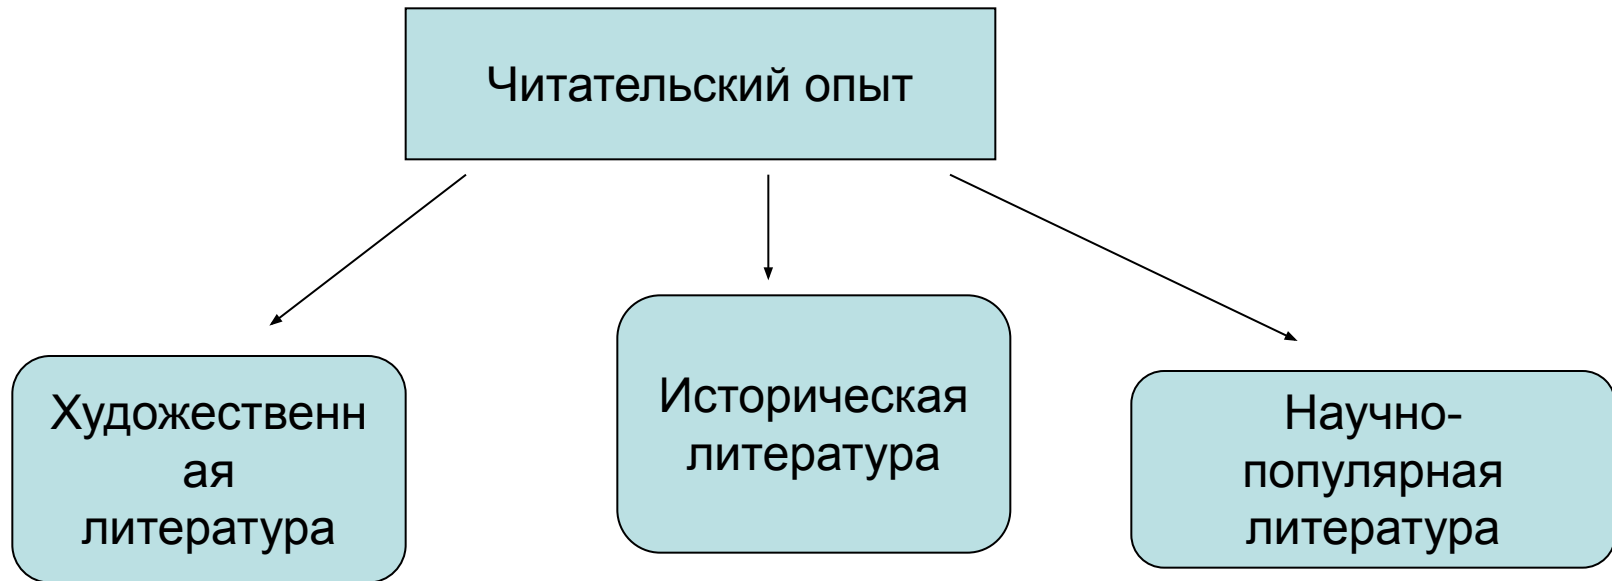 Читательский опыт
Художественн
ая
литература
Историческая
литература
Научно-
популярная
литература